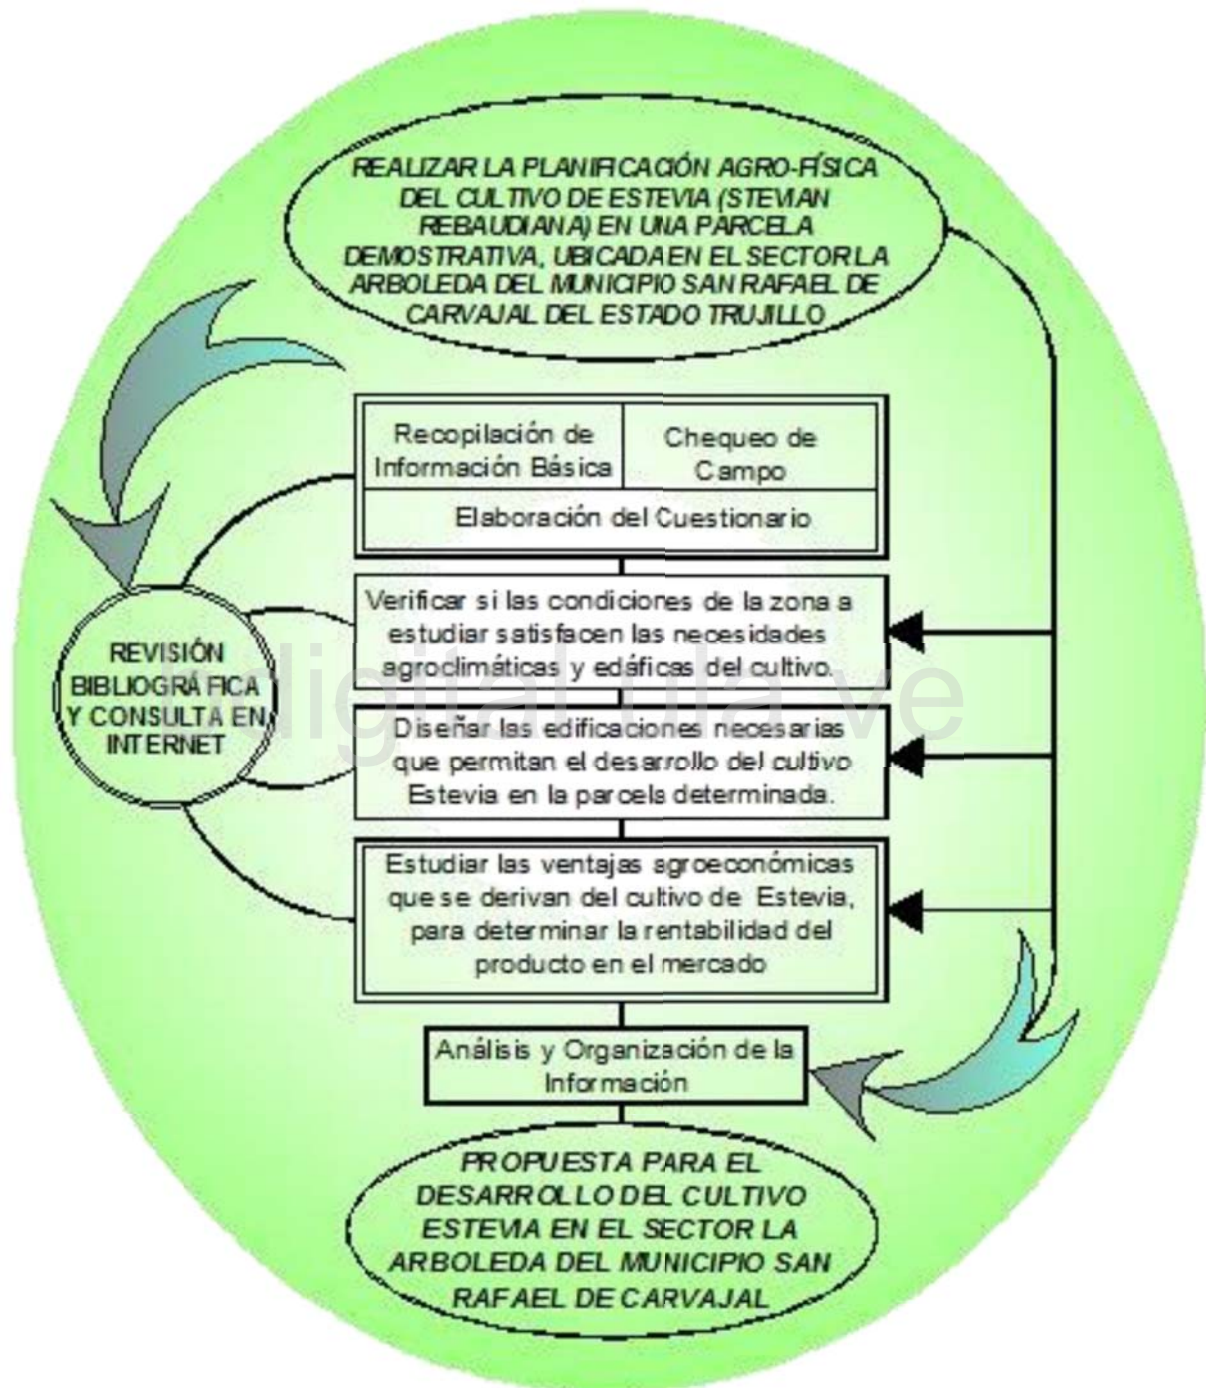 REALIZAR LA PLANIFICACIÓN AGRO-FÍSICA
DEL CULTIVO DE ESTEVIA (STEVIAN
REBAUDIANA) EN UNA PARCELA
DEMOSTRATIVA, UBICADA EN EL SECTOR LA
ARBOLEDA DEL MUNICIPIO SAN RAFAEL DE
CARVAJAL DEL ESTADO TRUJILLO
Recopilación de
Información Básica
Chequeo de
Campo
Elaboración del Cuestionario
REVISIÓN
BIBLIOGRÁFICA
Y CONSULTA EN
INTERNET
Verificar si las condiciones de la zona a
estudiar satisfacen las necesidades
agroclimáticas y edáficas del cultivo.
Diseñar las edificaciones necesarias
que permitan el desarrollo del cultivo
Estevia en la parcela determinada.
Estudiar las ventajas agroeconómicas
que se derivan del cultivo de Estevia,
para determinar la rentabilidad del
producto en el mercado
Análisis y Organización de la
Información
PROPUESTA PARA EL
DESARROLLO DEL CULTIVO
ESTEVIA EN EL SECTOR LA
ARBOLEDA DEL MUNICIPIO SAN
RAFAEL DE CARVAJAL
digital.ula.ve